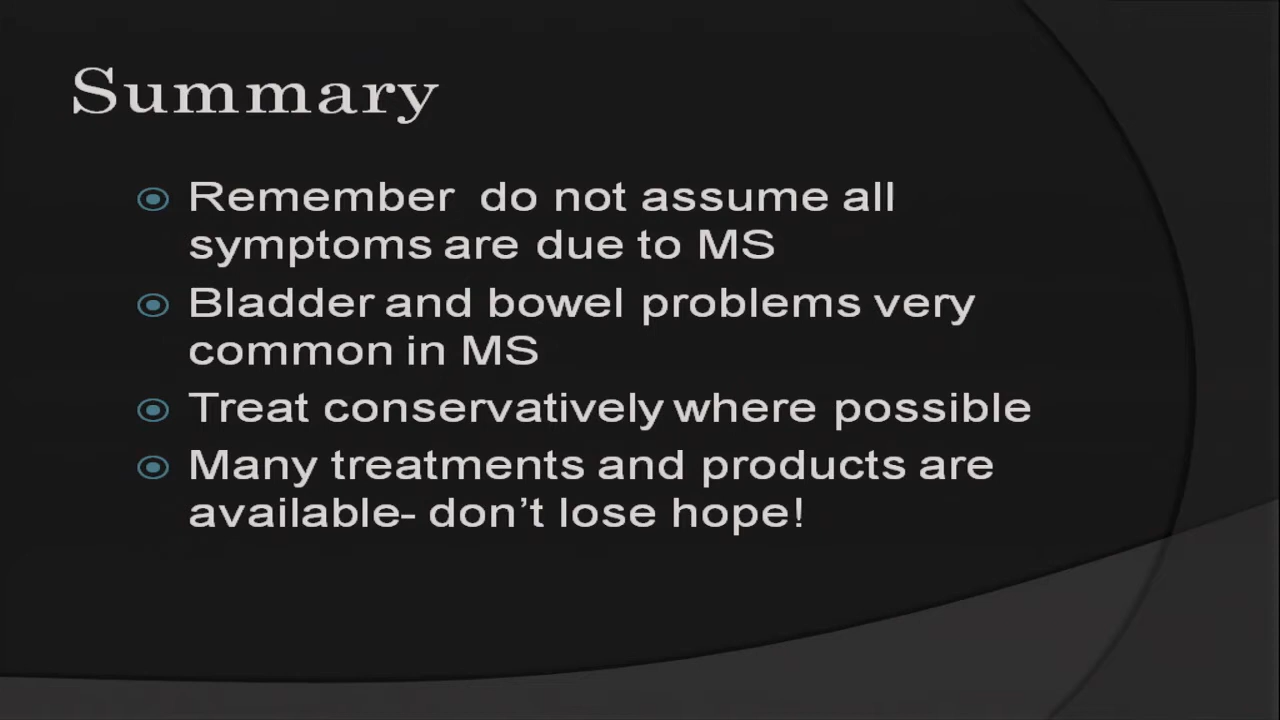 Summary
Remember do not assume all
symptoms are due to MS
Bladder and bowel problems very
common in MS
Treat conservatively where possible
Many treatments and products are
available- don't lose hope!